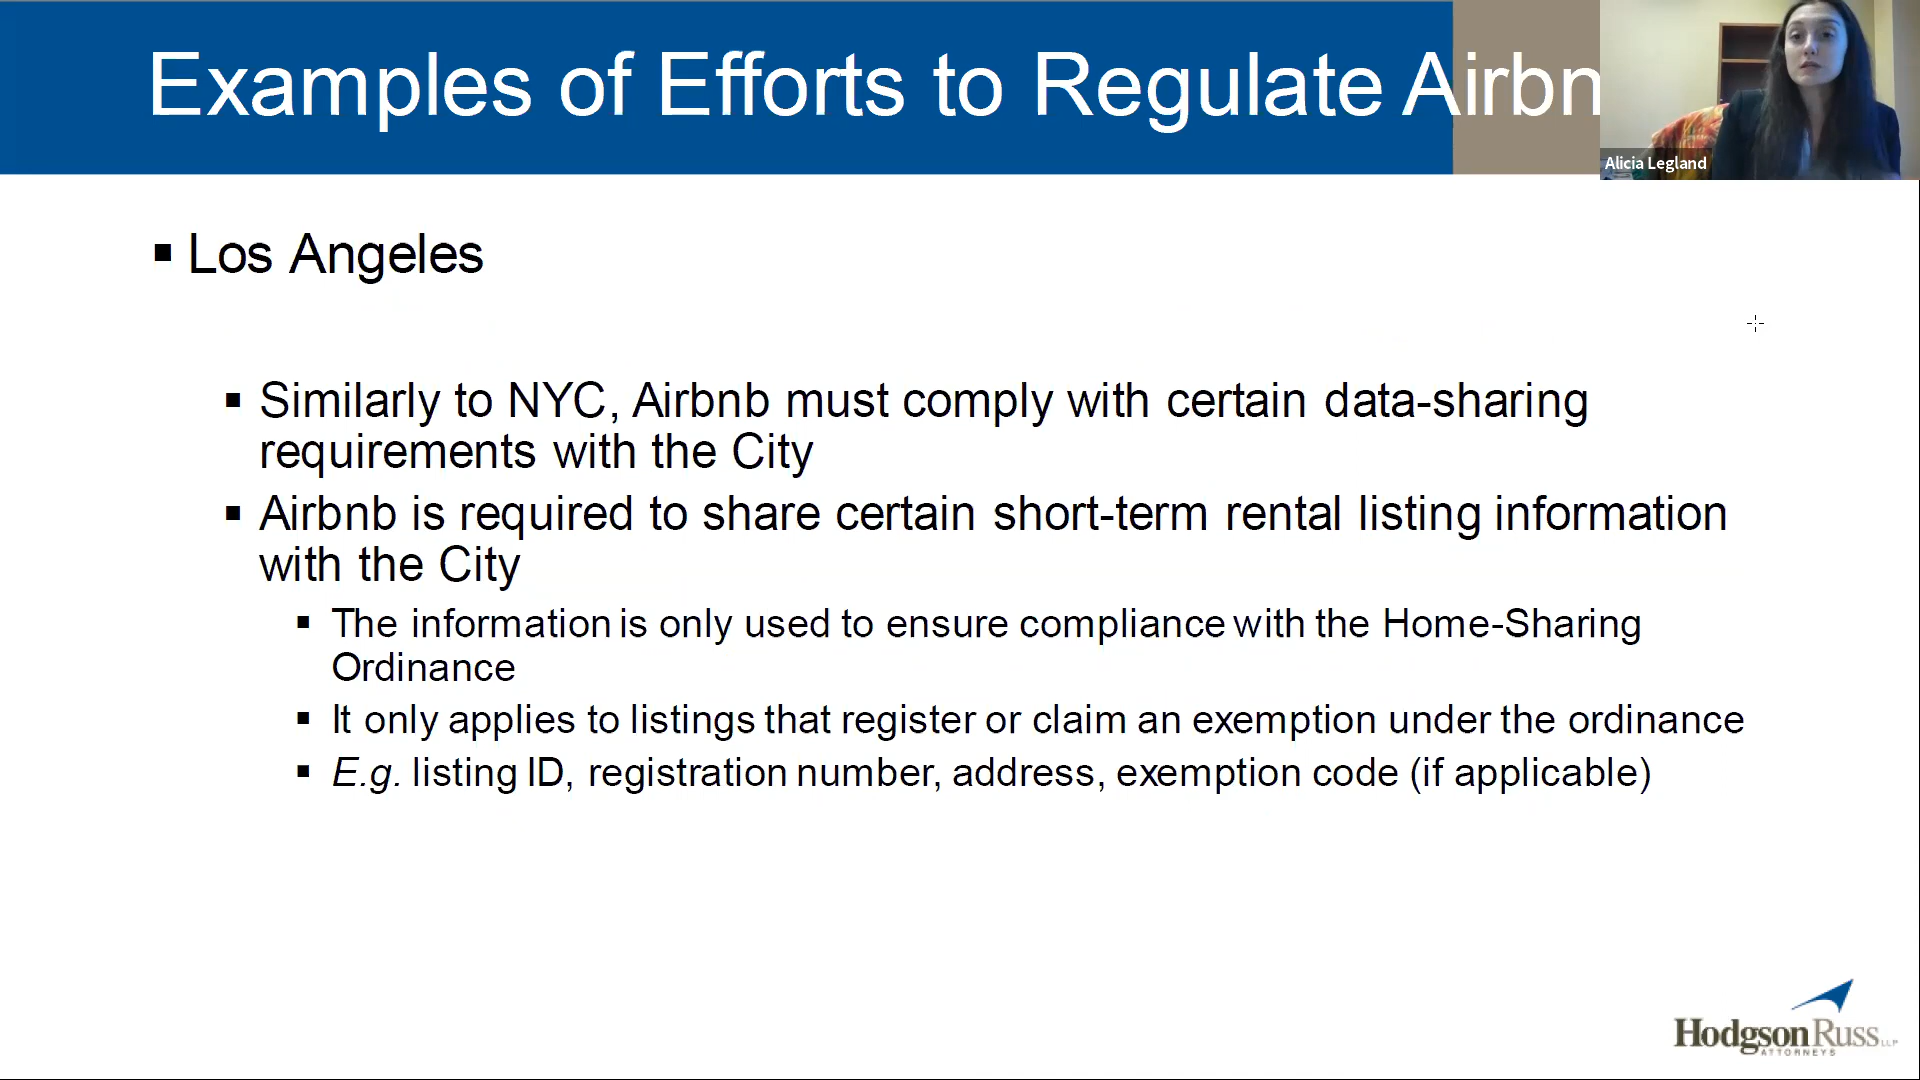 Examples of Efforts to Regulate Airbn
Alicia Legland
▪ Los Angeles
▪ Similarly to NYC, Airbnb must comply with certain data-sharing
requirements with the City
▪ Airbnb is required to share certain short-term rental listing information
with the City
▪ The information is only used to ensure compliance with the Home-Sharing
Ordinance
▪ It only applies to listings that register or claim an exemption under the ordinance
▪ E.g. listing ID, registration number, address, exemption code (if applicable)
HodgsonRuss LLP
ATTORNEYS